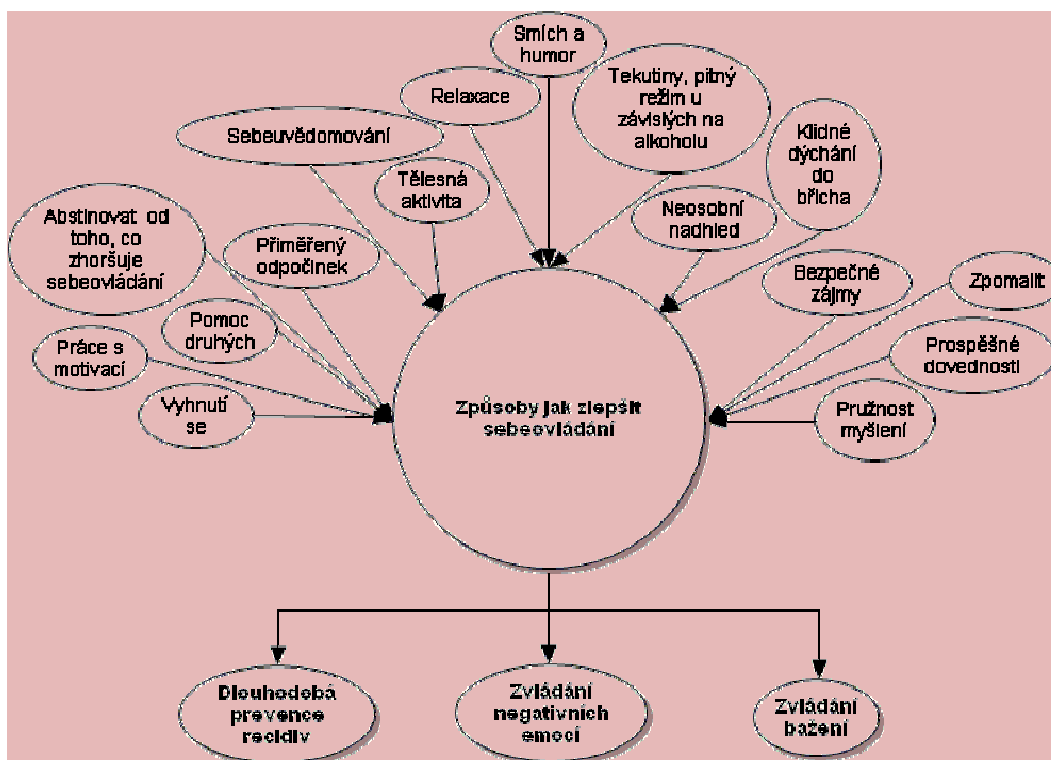 Smích a
humor
Relaxace
Tekutiny, pitný
režim u
závislých na
alkoholu
Sebeuvědomování
Klidné
dýchání
do
břicha
Tělesná
aktivita
Neosobní
nadhled
Abstinovat od
toho, co
zhoršuje
sebeovládání
Přiměřený
odpočinek
Bezpečné
zájmy
Zpomalit
Pomoc
druhých
Práce s
motivací
Prospěšné
dovednosti
Vyhnutí
se
Pružnost
myšlení
Způsoby jak zlepšit
sebeovládání
Dlouhodobá
prevence
recidiv
Zvládání
negativních
emocí
Zvládání
bažení